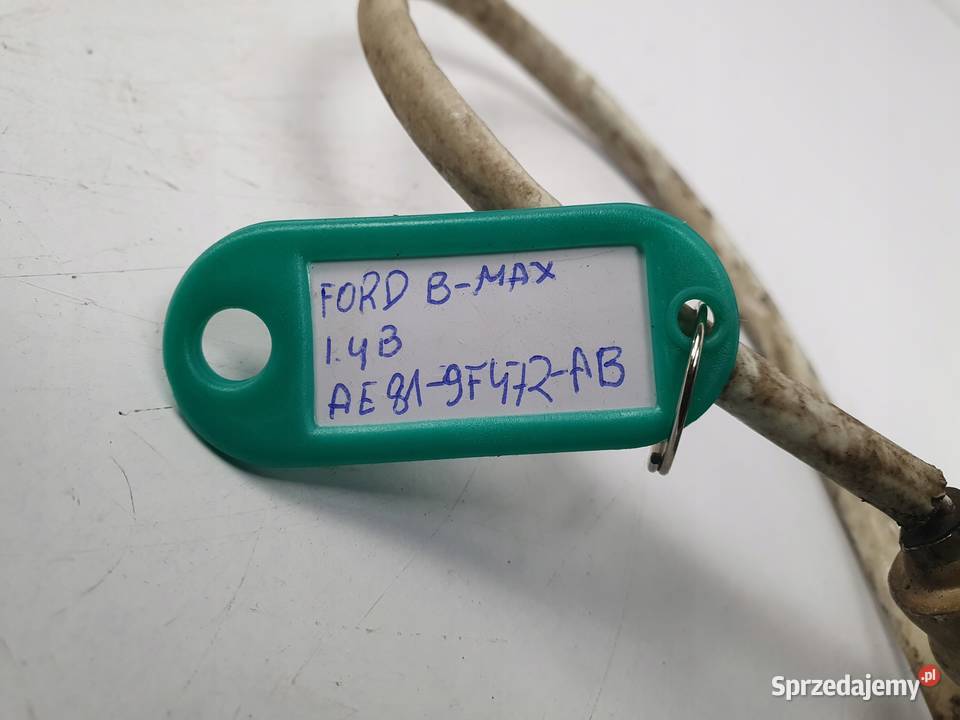 FORD B-MAX
1.4B
AE81-9F472-AB
Sprzedajemy.pl